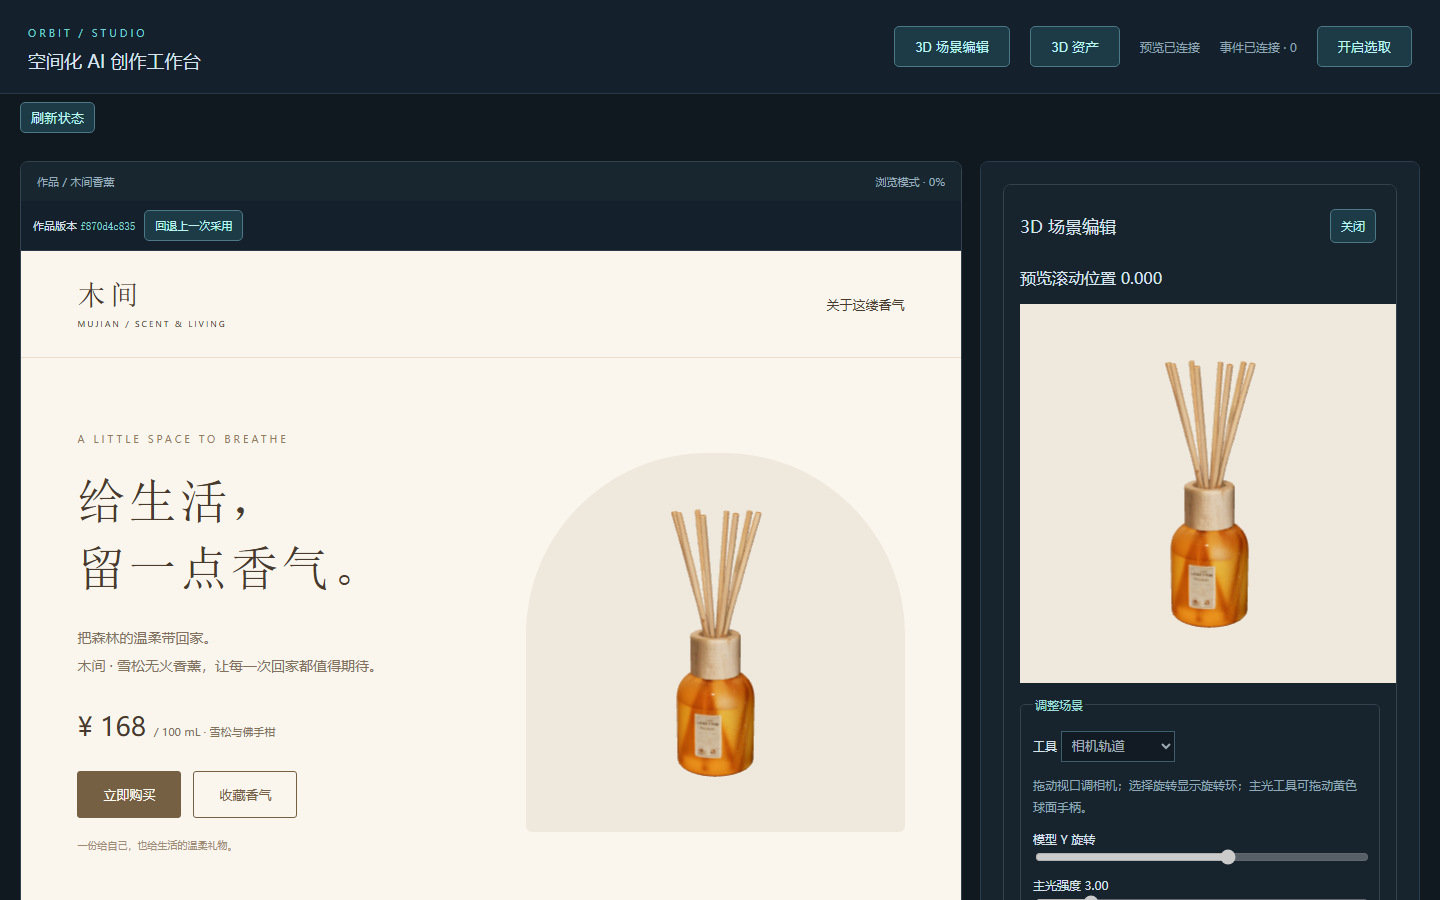 ORBIT / STUDIO
空间化 AI 创作工作台
3D 场景编辑
3D 资产
预览已连接
事件已连接 · 0
开启选取
刷新状态
作品 / 木间香薰
浏览模式 · 0%
作品版本 f870d4c835
回退上一次采用
木间
MUJIAN / SCENT & LIVING
关于这缕香气
A LITTLE SPACE TO BREATHE
给生活，
留一点香气。
把森林的温柔带回家。
木间 · 雪松无火香薰，让每一次回家都值得期待。
¥ 168 / 100 mL · 雪松与佛手柑
立即购买
收藏香气
一份给自己，也给生活的温柔礼物。
3D 场景编辑
关闭
预览滚动位置 0.000
调整场景
工具 相机轨道
拖动视口调相机；选择旋转显示旋转环；主光工具可拖动黄色
球面手柄。
模型 Y 旋转
主光强度 3.00